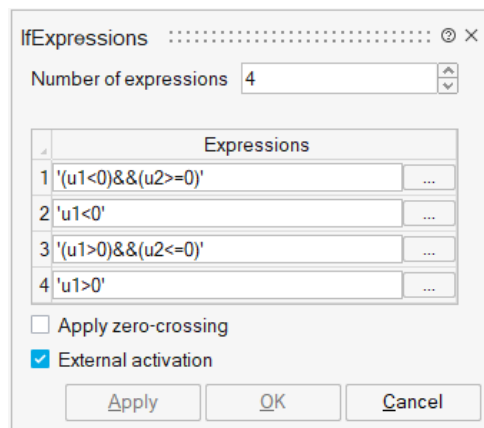 IfExpressions
Number of expressions 4
Expressions
1 '(u1<0)&&(u2>=0)' ...
2 'u1<0' ...
3 '(u1>0)&&(u2<=0)' ...
4 'u1>0' ...
Apply zero-crossing
External activation
Apply OK Cancel